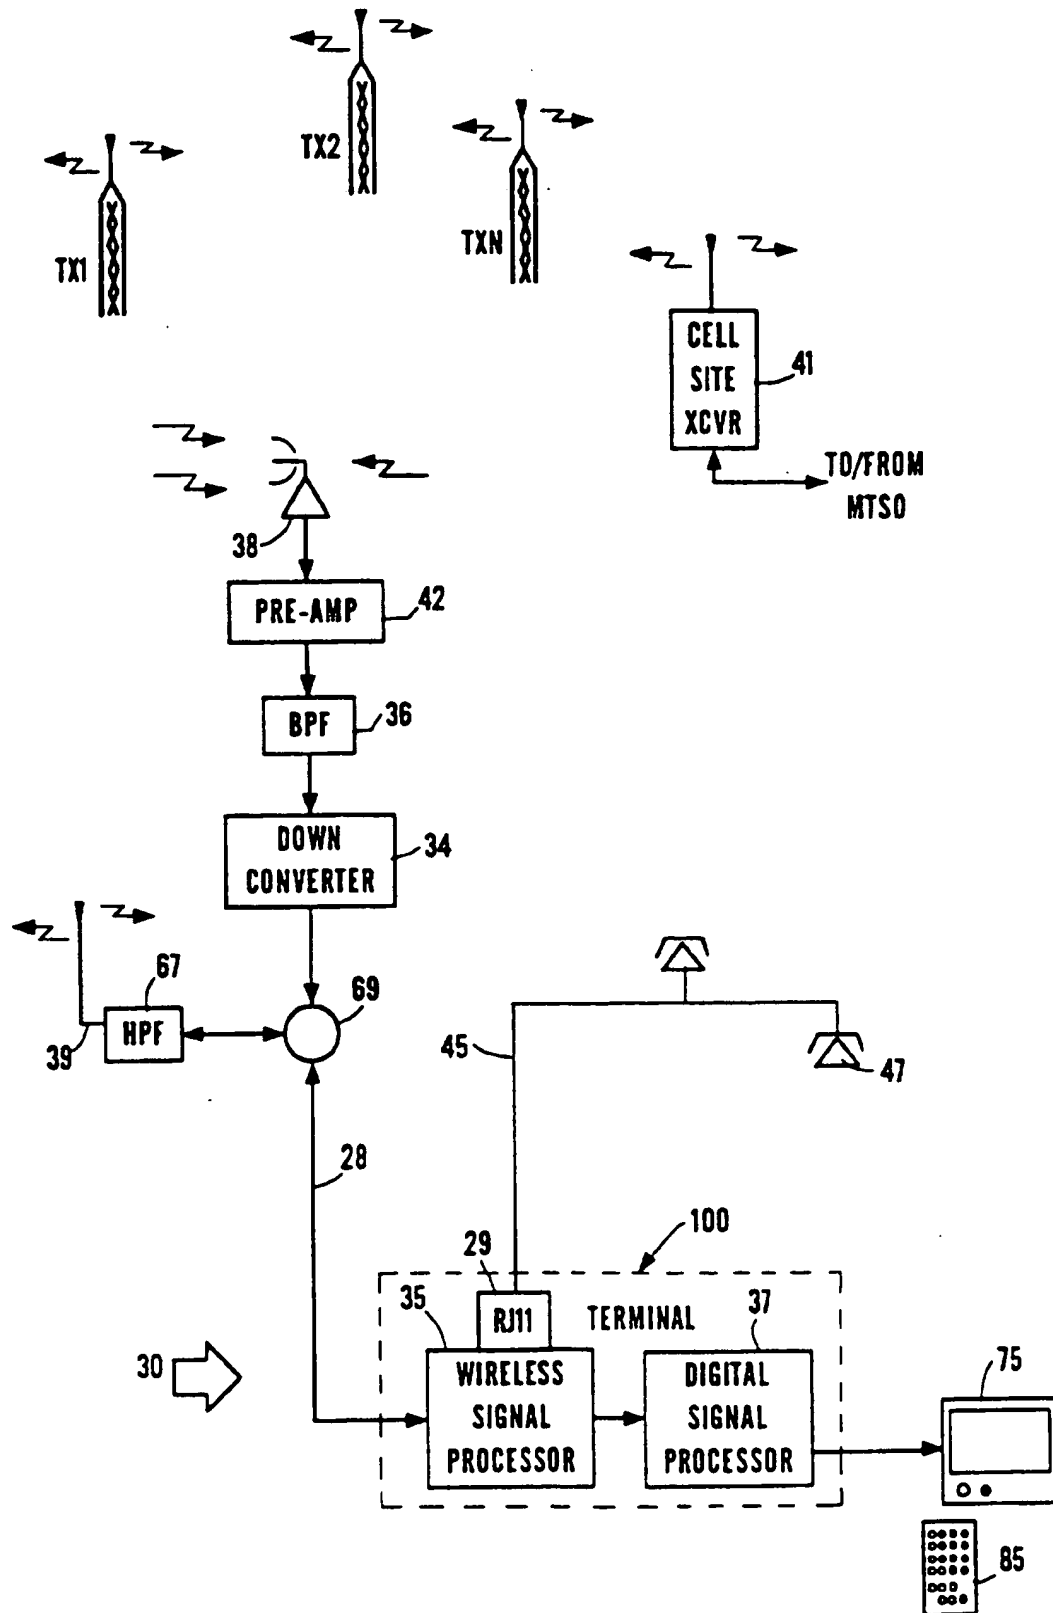 TX2
TXN
TX1
CELL
SITE
XCVR
41
TO/FROM
MTSO
38
PRE-AMP
42
BPF
36
DOWN
CONVERTER
34
67
69
HPF
39
45
47
28
100
29
35
RJ11
TERMINAL
37
30
WIRELESS
SIGNAL
PROCESSOR
DIGITAL
SIGNAL
PROCESSOR
75
85